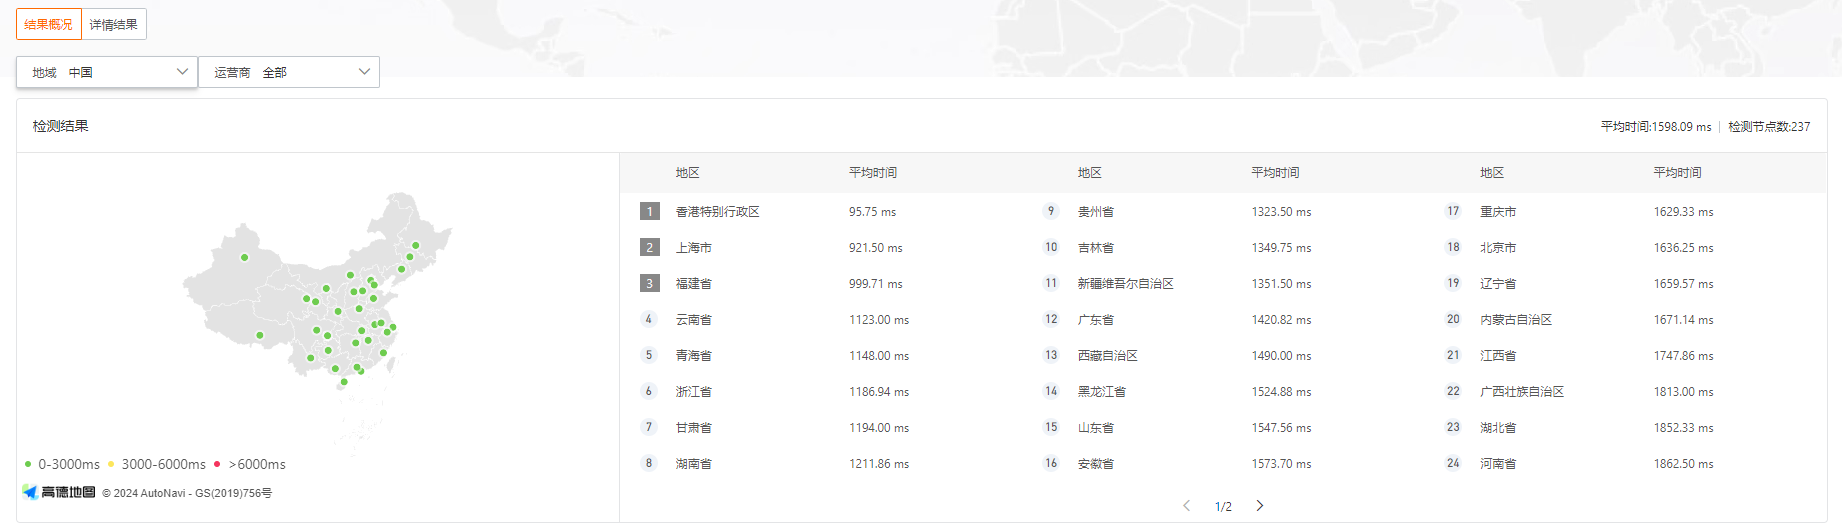 结果概况 详情结果
地域 中国 运营商 全部
检测结果 平均时间:1598.09 ms | 检测节点数:237
地区 平均时间 地区 平均时间 地区 平均时间
1 香港特别行政区 95.75 ms 9 贵州省 1323.50 ms 17 重庆市 1629.33 ms
2 上海市 921.50 ms 10 吉林省 1349.75 ms 18 北京市 1636.25 ms
3 福建省 999.71 ms 11 新疆维吾尔自治区 1351.50 ms 19 辽宁省 1659.57 ms
4 云南省 1123.00 ms 12 广东省 1420.82 ms 20 内蒙古自治区 1671.14 ms
5 青海省 1148.00 ms 13 西藏自治区 1490.00 ms 21 江西省 1747.86 ms
6 浙江省 1186.94 ms 14 黑龙江省 1524.88 ms 22 广西壮族自治区 1813.00 ms
7 甘肃省 1194.00 ms 15 山东省 1547.56 ms 23 湖北省 1852.33 ms
8 湖南省 1211.86 ms 16 安徽省 1573.70 ms 24 河南省 1862.50 ms
0-3000ms 3000-6000ms >6000ms
高德地图 © 2024 AutoNavi - GS(2019)756号
1/2